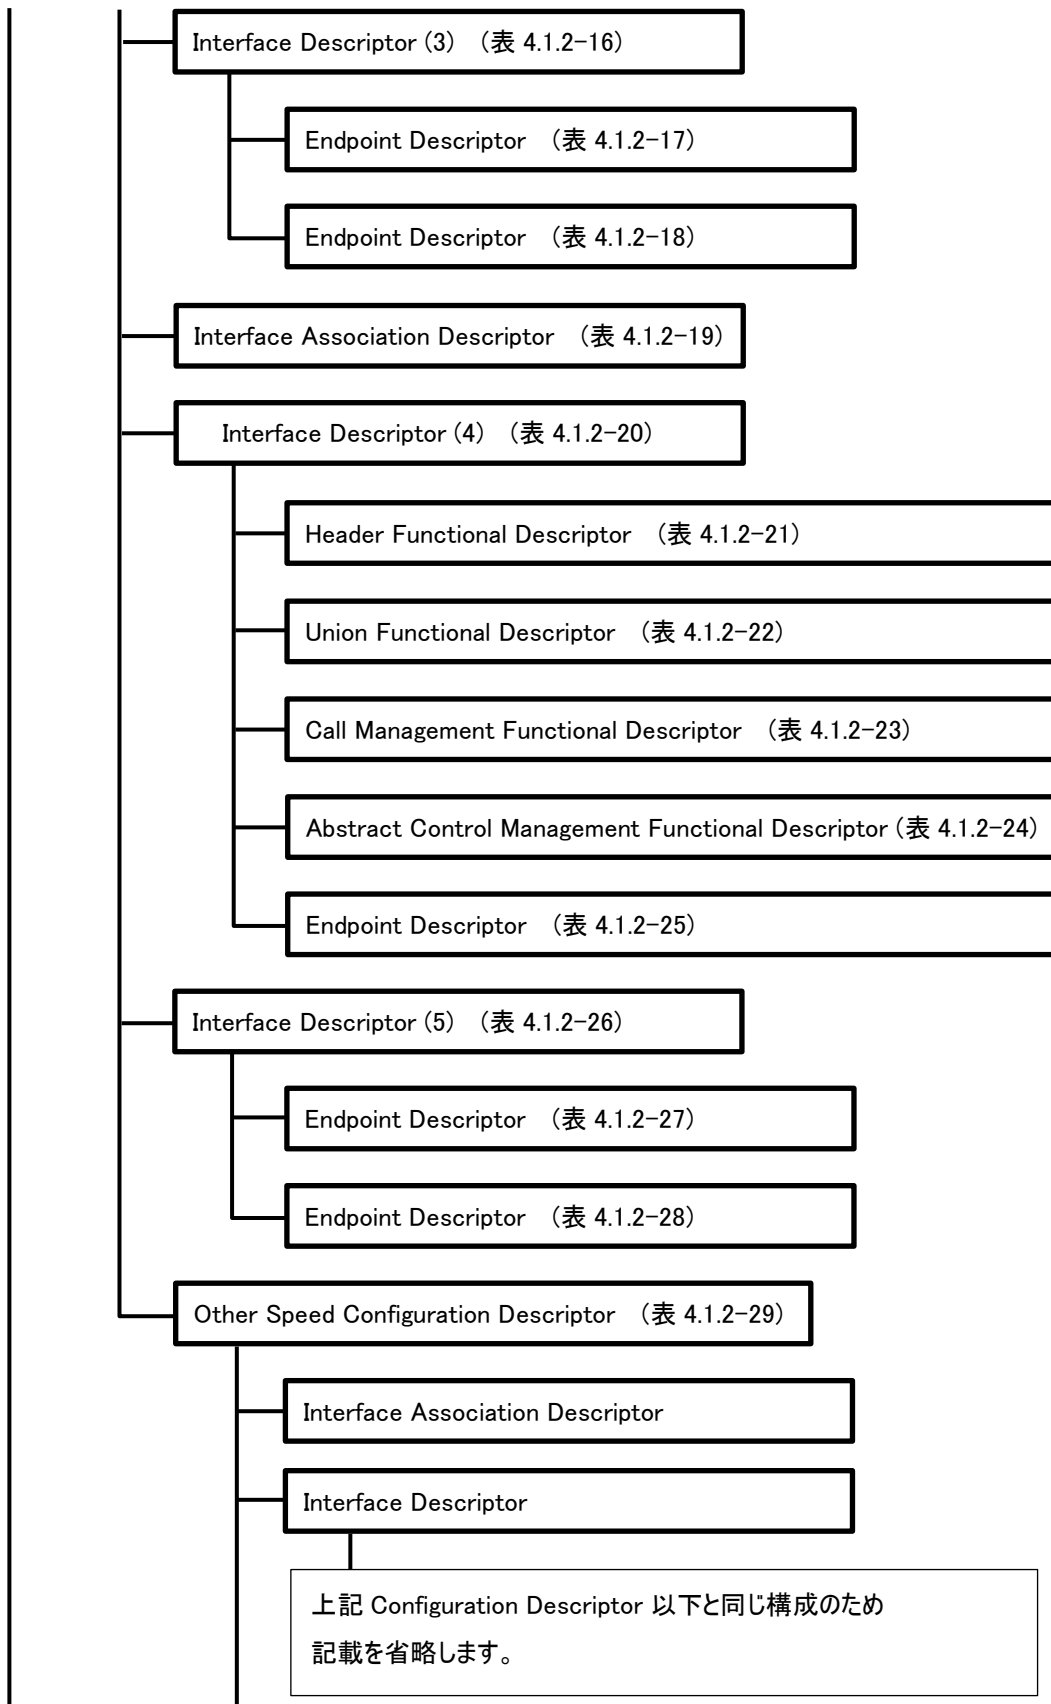 Interface Descriptor (3) （表 4.1.2-16）
Endpoint Descriptor （表 4.1.2-17）
Endpoint Descriptor （表 4.1.2-18）
Interface Association Descriptor （表 4.1.2-19）
Interface Descriptor (4) （表 4.1.2-20）
Header Functional Descriptor （表 4.1.2-21）
Union Functional Descriptor （表 4.1.2-22）
Call Management Functional Descriptor （表 4.1.2-23）
Abstract Control Management Functional Descriptor （表 4.1.2-24）
Endpoint Descriptor （表 4.1.2-25）
Interface Descriptor (5) （表 4.1.2-26）
Endpoint Descriptor （表 4.1.2-27）
Endpoint Descriptor （表 4.1.2-28）
Other Speed Configuration Descriptor （表 4.1.2-29）
Interface Association Descriptor
Interface Descriptor
上記 Configuration Descriptor 以下と同じ構成のため
記載を省略します。